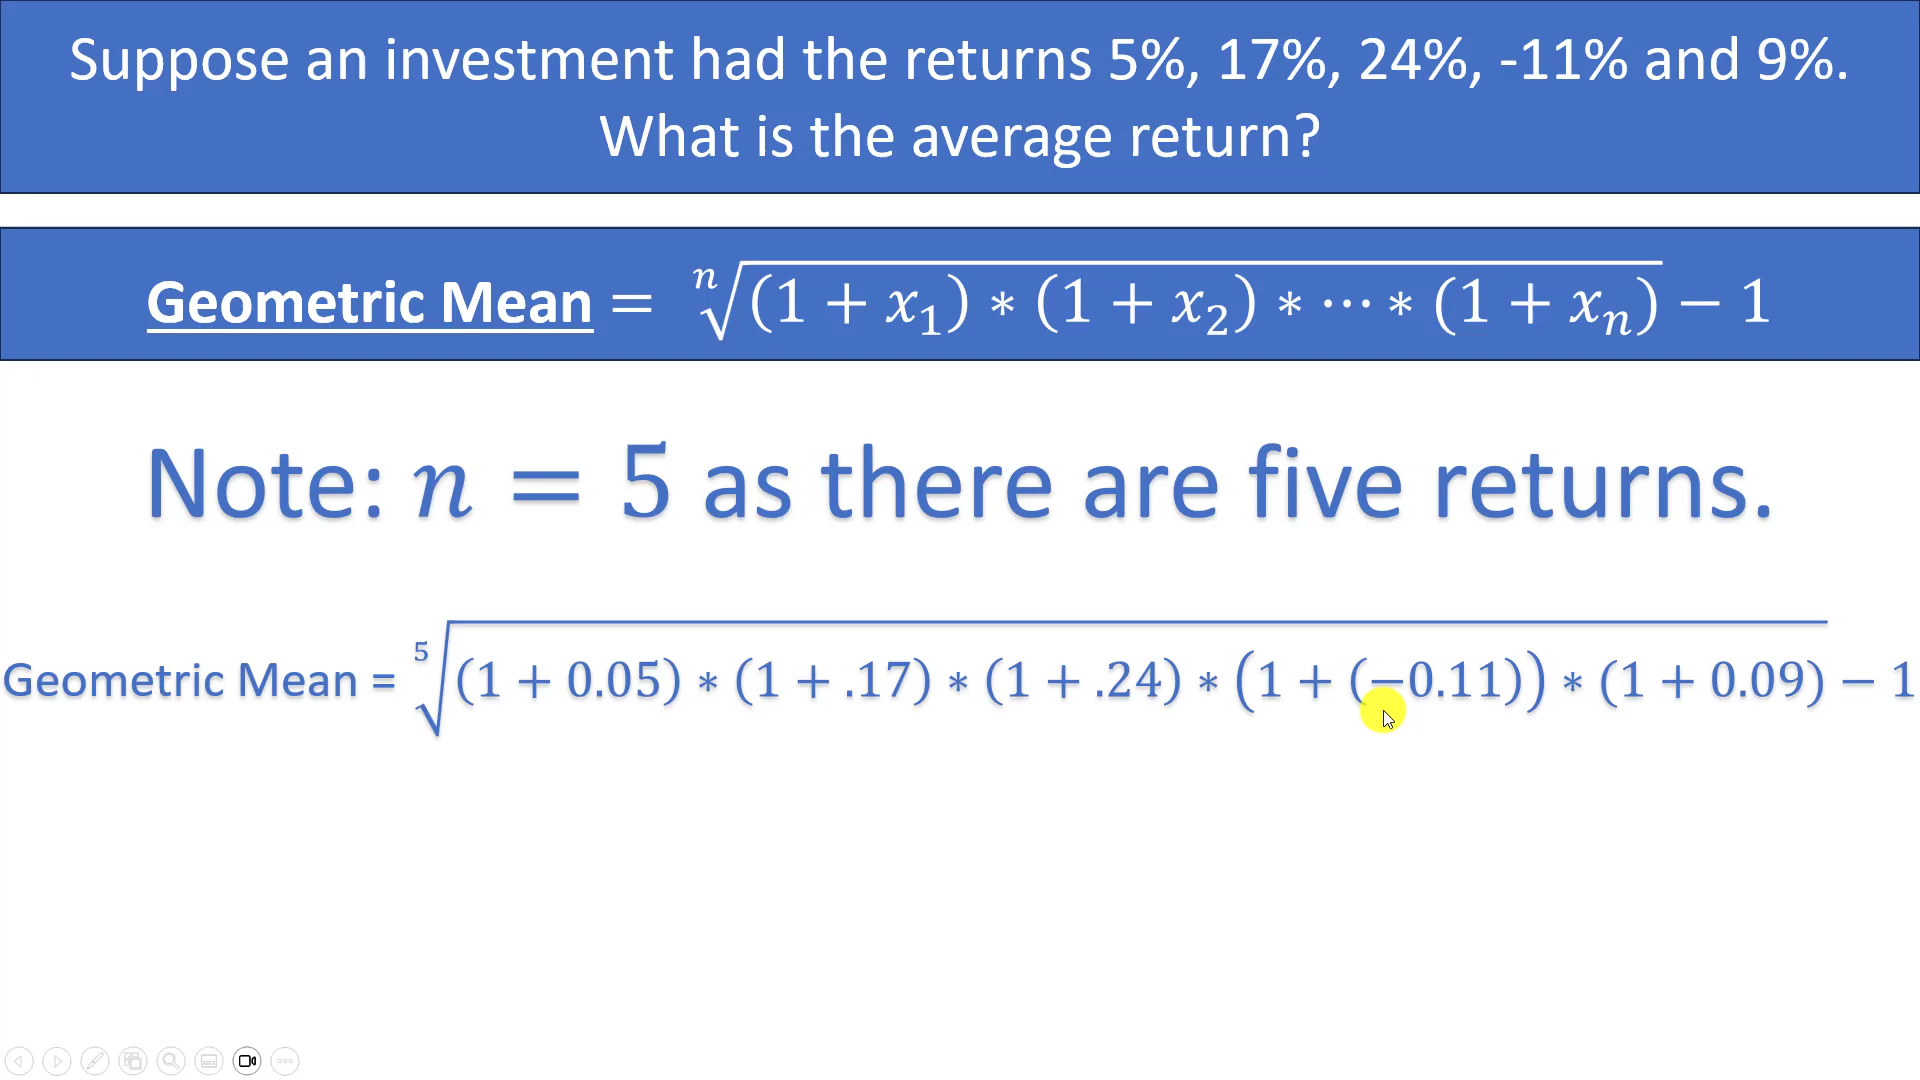 Suppose an investment had the returns 5%, 17%, 24%, -11% and 9%.
What is the average return?
Geometric Mean = ⁿ√((1 + x₁) ∗ (1 + x₂) ∗ ⋯ ∗ (1 + xₙ)) − 1
Note: n = 5 as there are five returns.
Geometric Mean = ⁵√((1 + 0.05) ∗ (1 + .17) ∗ (1 + .24) ∗ (1 + (−0.11)) ∗ (1 + 0.09)) − 1